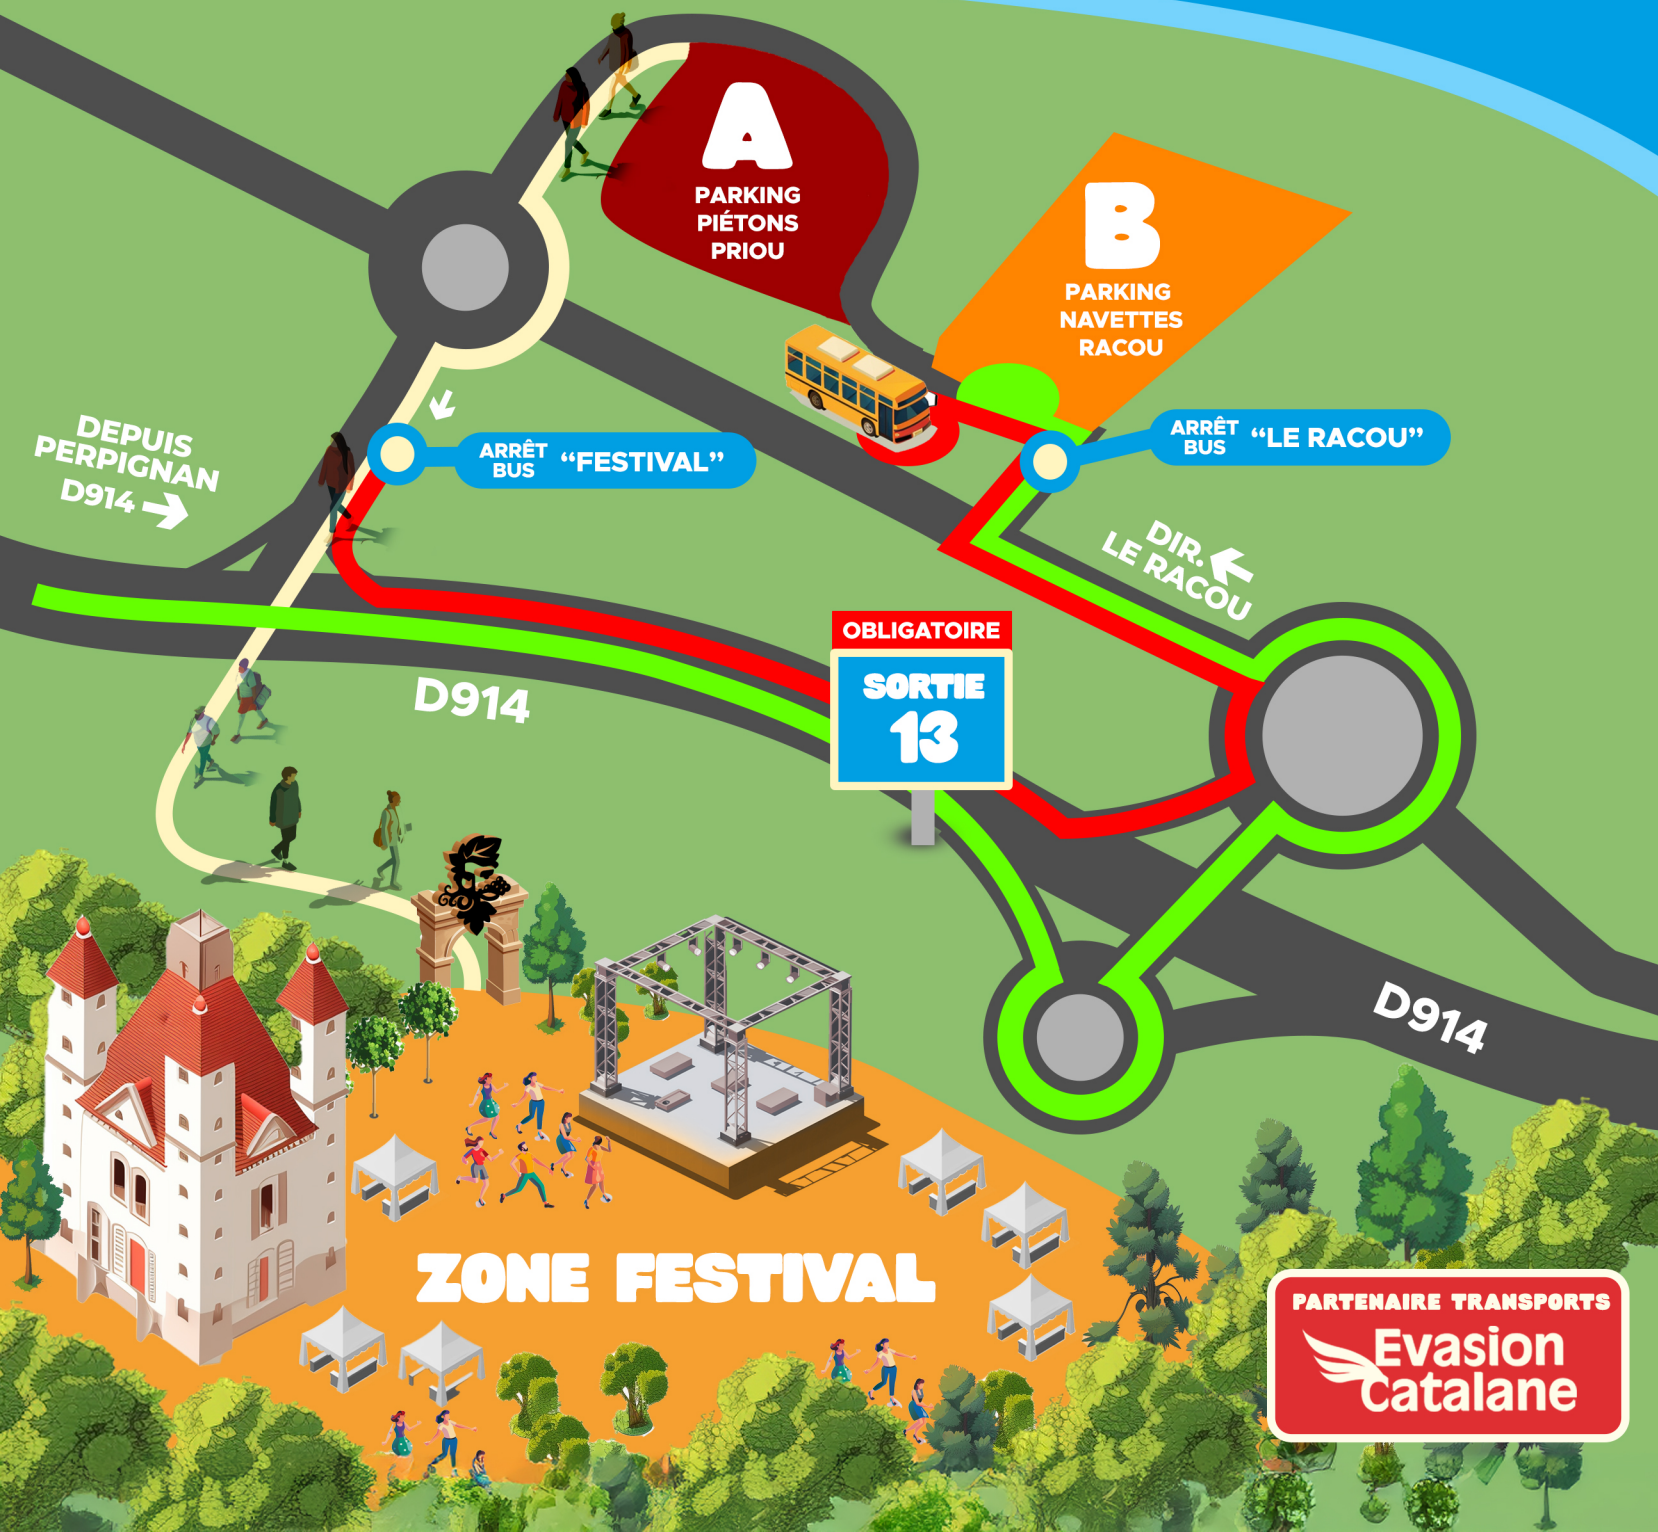 A
PARKING
PIÉTONS
PRIOU
B
PARKING
NAVETTES
RACOU
DEPUIS
PERPIGNAN
D914
ARRÊT
BUS
“FESTIVAL”
ARRÊT
BUS
“LE RACOU”
DIR.
LE RACOU
OBLIGATOIRE
SORTIE
13
D914
D914
ZONE FESTIVAL
PARTENAIRE TRANSPORTS
Evasion
Catalane